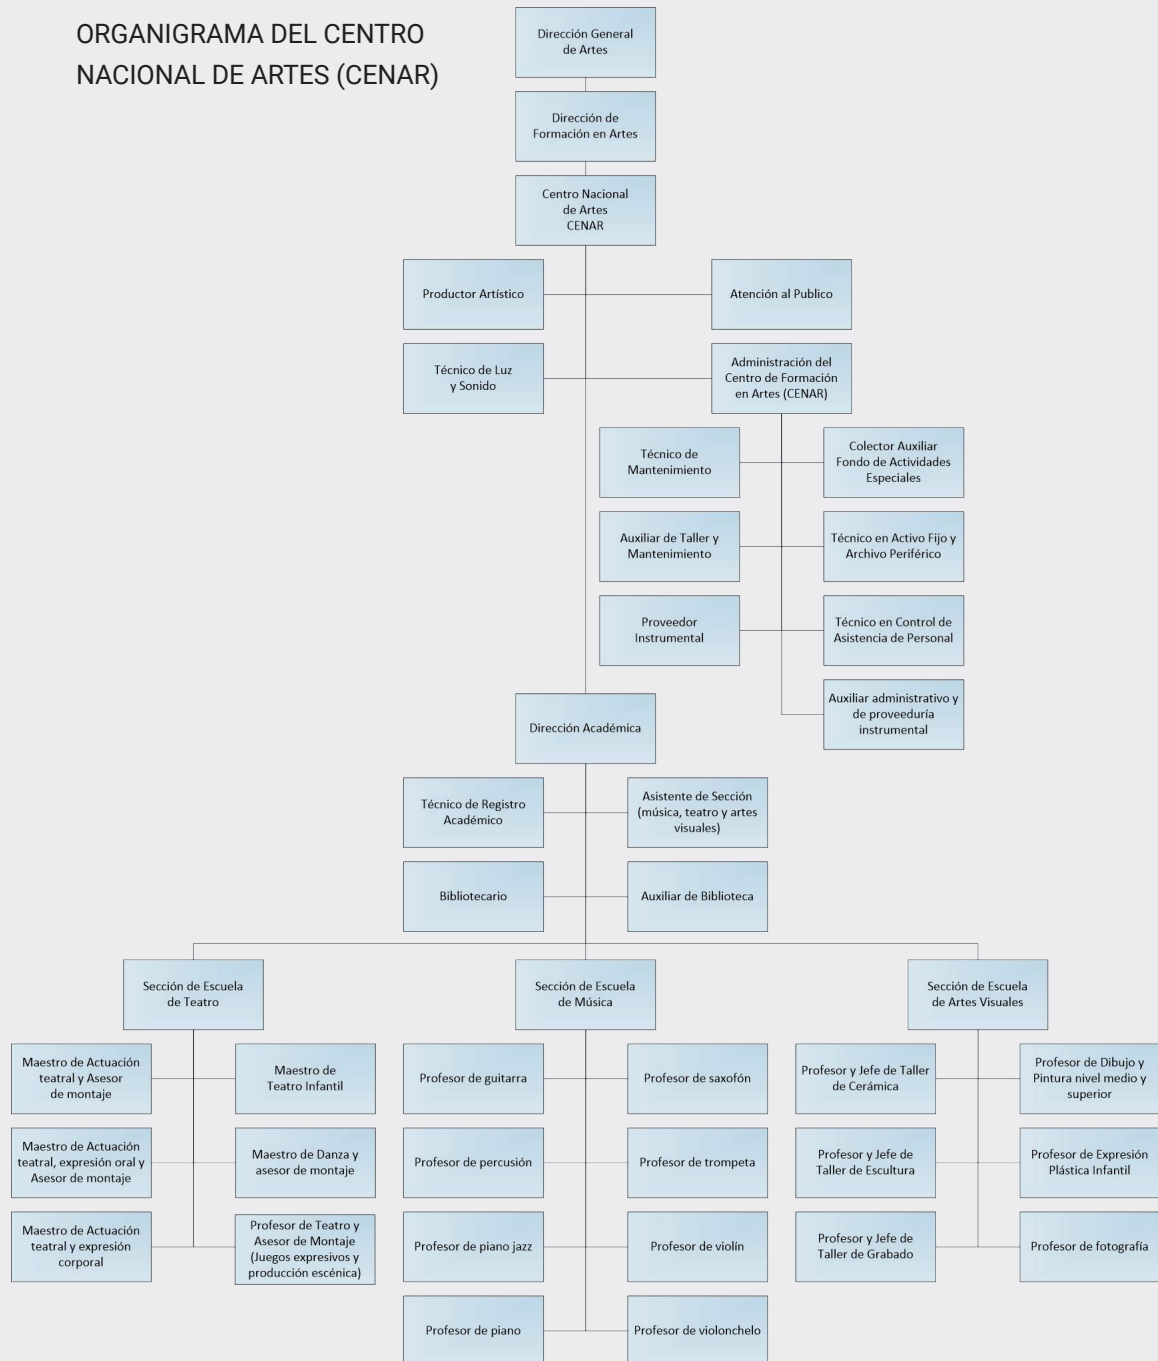 ORGANIGRAMA DEL CENTRO
NACIONAL DE ARTES (CENAR)
Dirección General
de Artes
Dirección de
Formación en Artes
Centro Nacional
de Artes
CENAR
Productor Artístico
Atención al Publico
Técnico de Luz
y Sonido
Administración del
Centro de Formación
en Artes (CENAR)
Técnico de
Mantenimiento
Colector Auxiliar
Fondo de Actividades
Especiales
Auxiliar de Taller y
Mantenimiento
Técnico en Activo Fijo y
Archivo Periférico
Proveedor
Instrumental
Técnico en Control de
Asistencia de Personal
Auxiliar administrativo y
de proveeduría
instrumental
Dirección Académica
Técnico de Registro
Académico
Asistente de Sección
(música, teatro y artes
visuales)
Bibliotecario
Auxiliar de Biblioteca
Sección de Escuela
de Teatro
Sección de Escuela
de Música
Sección de Escuela
de Artes Visuales
Maestro de Actuación
teatral y Asesor
de montaje
Maestro de
Teatro Infantil
Profesor de guitarra
Profesor de saxofón
Profesor y Jefe de Taller
de Cerámica
Profesor de Dibujo y
Pintura nivel medio y
superior
Maestro de Actuación
teatral, expresión oral y
Asesor de montaje
Maestro de Danza y
asesor de montaje
Profesor de percusión
Profesor de trompeta
Profesor y Jefe de
Taller de Escultura
Profesor de Expresión
Plástica Infantil
Maestro de Actuación
teatral y expresión
corporal
Profesor de Teatro y
Asesor de Montaje
(Juegos expresivos y
producción escénica)
Profesor de piano jazz
Profesor de violín
Profesor y Jefe de
Taller de Grabado
Profesor de fotografía
Profesor de piano
Profesor de violonchelo